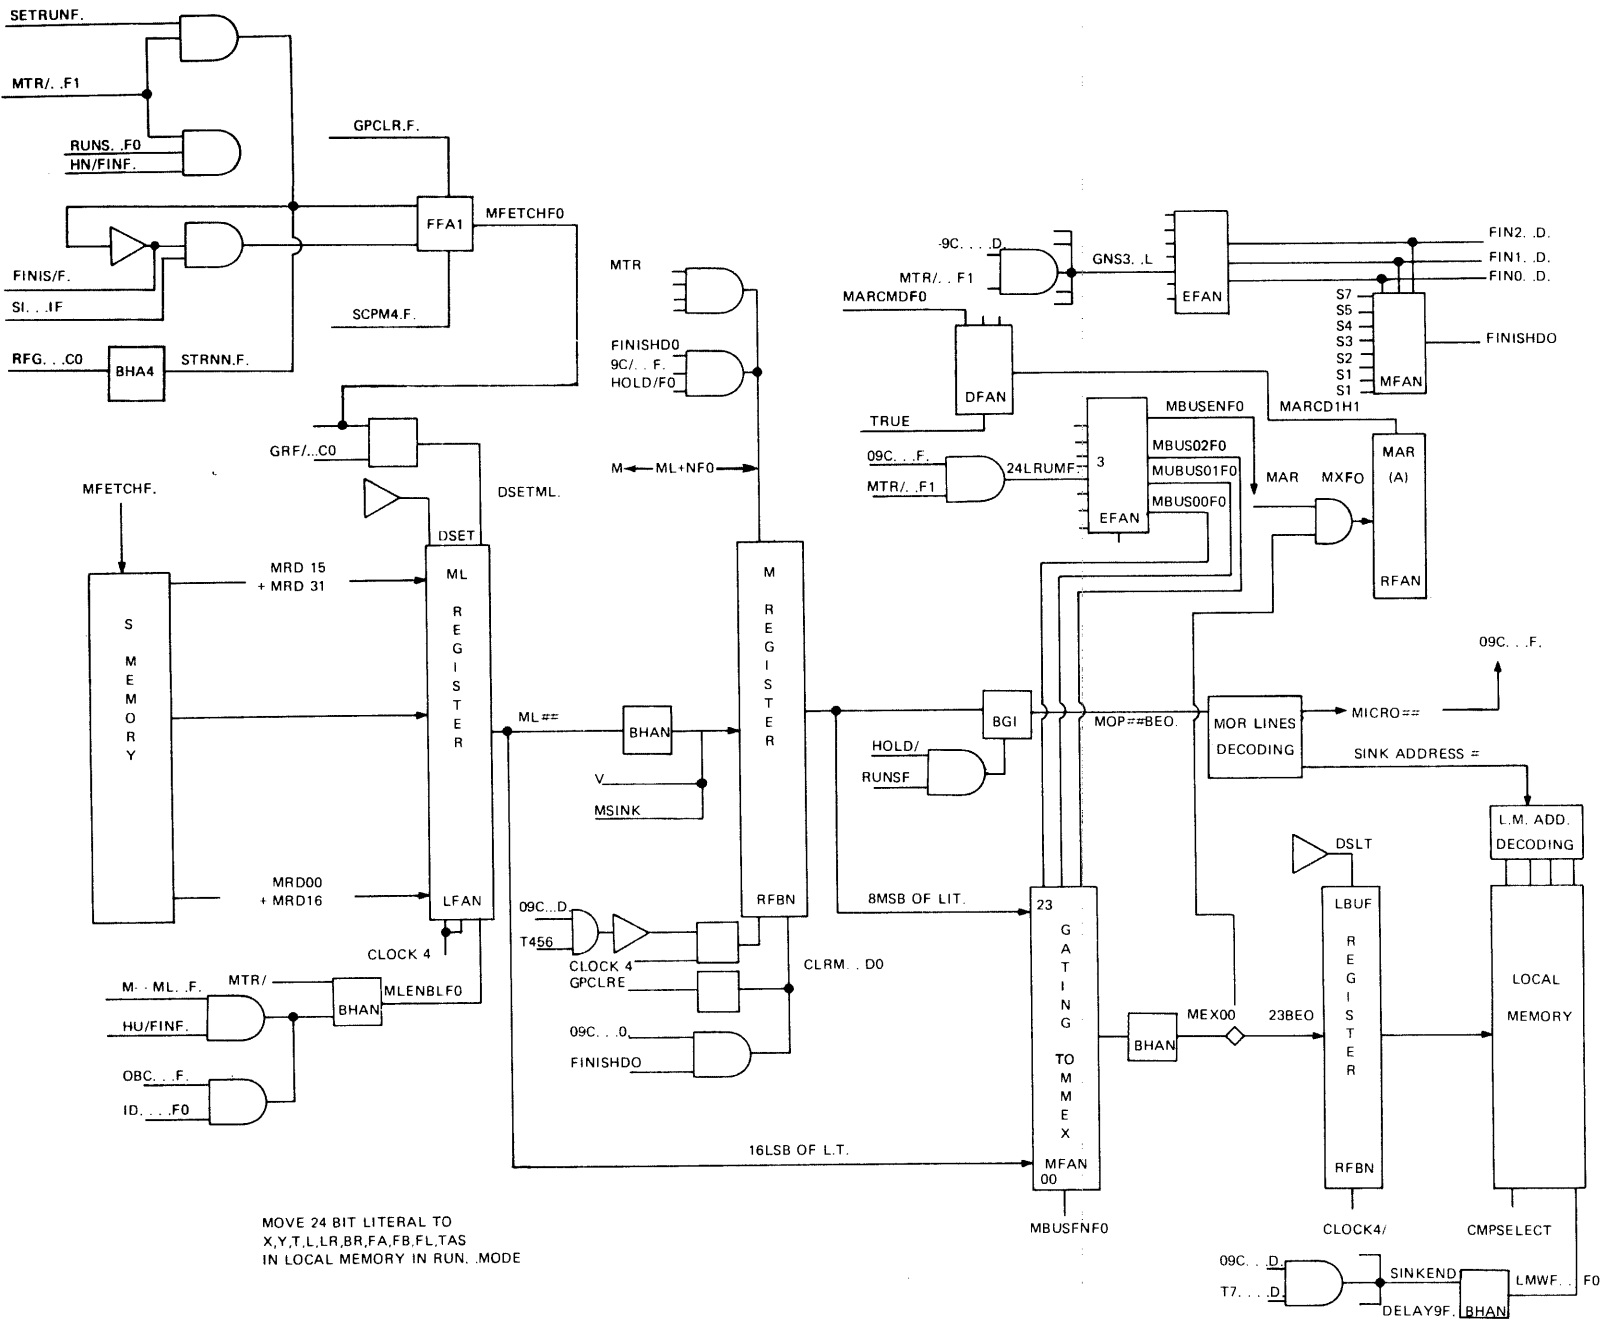 SETRUNF.
MTR/. .F1
RUNS. .F0
HN/FINF.
GPCLR.F.
FFA1
MFETCHF0
FINIS/F.
SI. . .IF
SCPM4.F.
RFG. . .C0
BHA4
STRNN.F.
GRF/...C0
DSETML.
MFETCHF.
S MEMORY
MRD 15
+ MRD 31
MRD00
+ MRD16
DSET
ML
REGISTER
LFAN
CLOCK 4
MTR/
M- - ML. .F.
HU/FINF.
BHAN
MLENBLF0
OBC. . .F.
ID. . . .F0
MTR
FINISHD0
9C/. . F.
HOLD/F0
M ML+NF0
ML==
BHAN
V
MSINK
M
REGISTER
RFBN
09C...D.
T456
CLOCK 4
GPCLRE
CLRM. . D0
09C. . .0.
FINISHDO
-9C. . . .D.
MTR/. . F1
GNS3. .L
EFAN
FIN2. .D.
FIN1. .D.
FIN0. .D.
S7
S5
S4
S3
S2
S1
S1
MFAN
FINISHDO
MARCMDF0
DFAN
TRUE
MARCD1H1
09C. . .F.
MTR/. .F1
24LRUMF.
3
EFAN
MBUSENF0
MBUS02F0
MUBUS01F0
MBUS00F0
MAR
MXFO
MAR
(A)
RFAN
HOLD/
RUNSF
BGI
MOP==BEO.
MOR LINES
DECODING
MICRO==
09C. . .F.
SINK ADDRESS =
L.M. ADD.
DECODING
8MSB OF LIT.
16LSB OF L.T.
23
GATING TO MMEX
MFAN
00
MBUSFNF0
BHAN
MEX00
23BEO
DSLT
LBUF
REGISTER
RFBN
CLOCK4/
LOCAL
MEMORY
CMPSELECT
09C. . .D.
T7. . . .D.
SINKEND
DELAY9F.
BHAN
LMWF. . . F0
MOVE 24 BIT LITERAL TO
X,Y,T,L,LR,BR,FA,FB,FL,TAS
IN LOCAL MEMORY IN RUN. .MODE